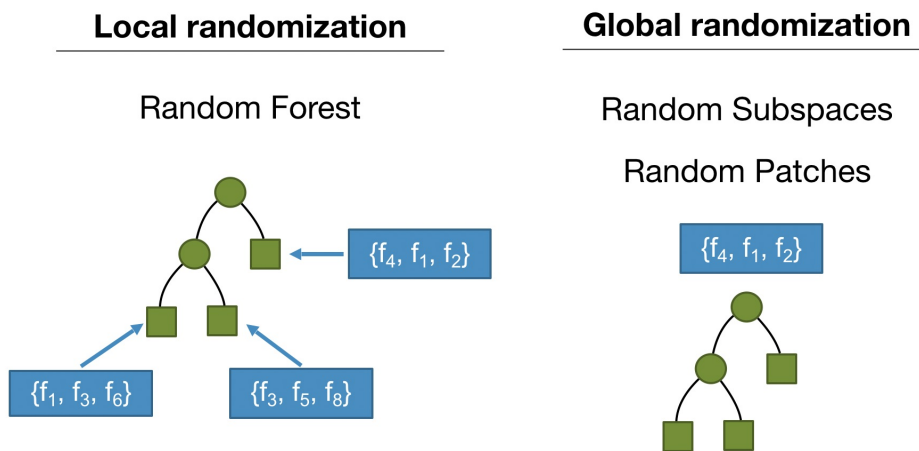 Local randomization
Random Forest
{f₄, f₁, f₂}
{f₁, f₃, f₆}
{f₃, f₅, f₈}
Global randomization
Random Subspaces
Random Patches
{f₄, f₁, f₂}